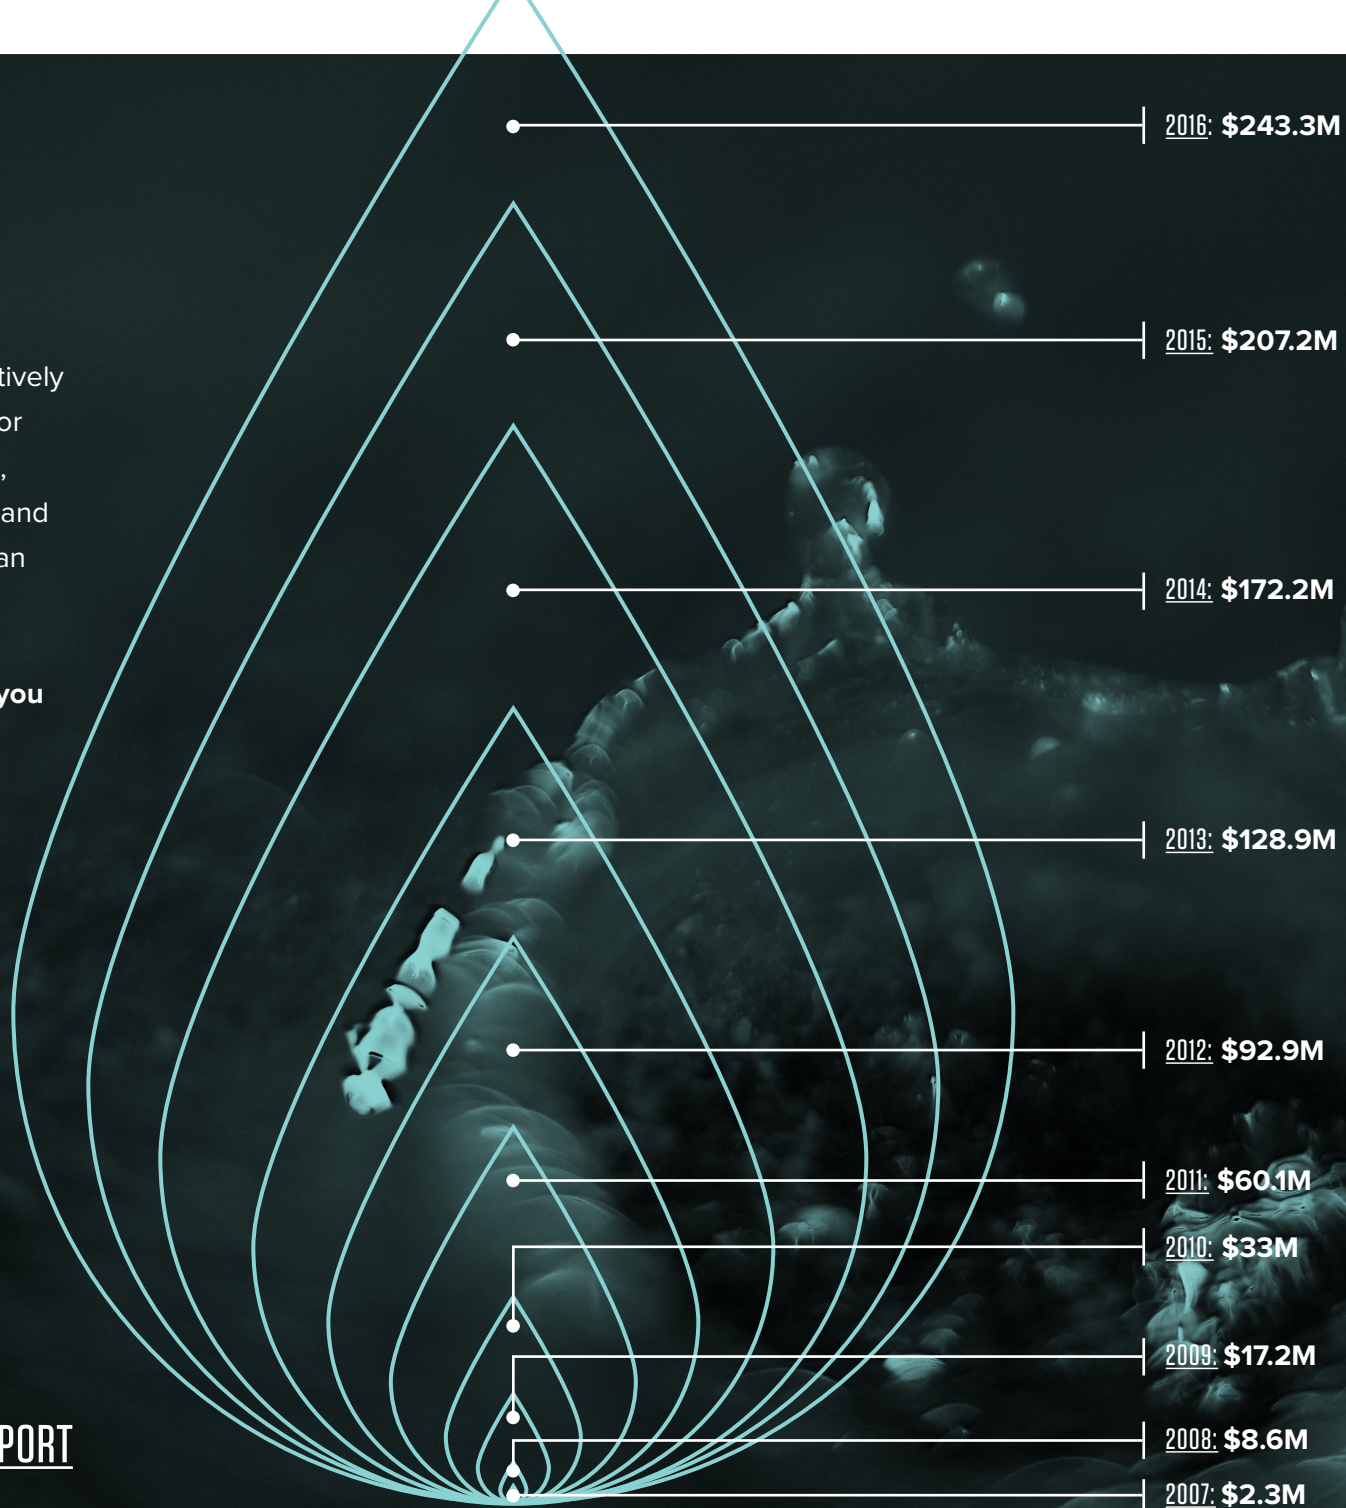 2016: $243.3M
2015: $207.2M
tively
or
,
and
an
2014: $172.2M
you
2013: $128.9M
2012: $92.9M
2011: $60.1M
2010: $33M
2009: $17.2M
PORT
2008: $8.6M
2007: $2.3M